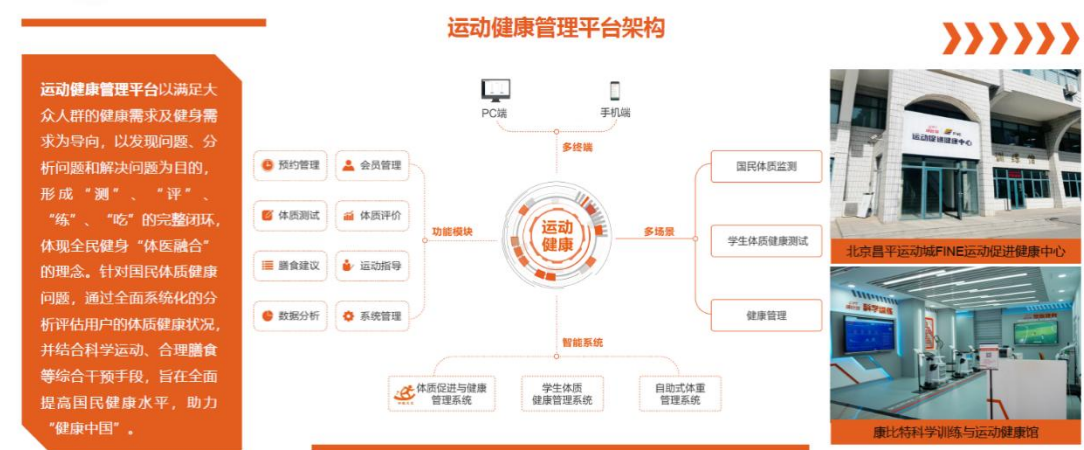 运动健康管理平台架构
运动健康管理平台以满足大
众人群的健康需求及健身需
求为导向，以发现问题、分
析问题和解决问题为目的，
形成“测”、“评”、
“练”、“吃”的完整闭环，
体现全民健身“体医融合”
的理念。针对国民体质健康
问题，通过全面系统化的分
析评估用户的体质健康状况，
并结合科学运动、合理膳食
等综合干预手段，旨在全面
提高国民健康水平，助力
“健康中国”。
PC端
手机端
多终端
预约管理
会员管理
体质测试
体质评价
膳食建议
运动指导
数据分析
系统管理
功能模块
运动
健康
多场景
国民体质监测
学生体质健康测试
健康管理
智能系统
体质促进与健康
管理系统
学生体质
健康管理系统
自助式体重
管理系统
运动促进健康中心
训练馆
北京昌平运动城FINE运动促进健康中心
科学训练
康比特科学训练与运动健康馆